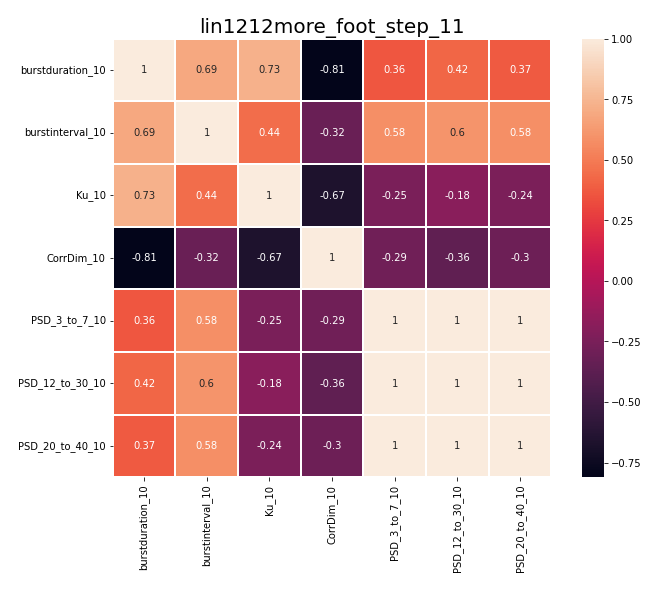 lin1212more_foot_step_11
burstduration_10 1 0.69 0.73 -0.81 0.36 0.42 0.37
burstinterval_10 0.69 1 0.44 -0.32 0.58 0.6 0.58
Ku_10 0.73 0.44 1 -0.67 -0.25 -0.18 -0.24
CorrDim_10 -0.81 -0.32 -0.67 1 -0.29 -0.36 -0.3
PSD_3_to_7_10 0.36 0.58 -0.25 -0.29 1 1 1
PSD_12_to_30_10 0.42 0.6 -0.18 -0.36 1 1 1
PSD_20_to_40_10 0.37 0.58 -0.24 -0.3 1 1 1
burstduration_10
burstinterval_10
Ku_10
CorrDim_10
PSD_3_to_7_10
PSD_12_to_30_10
PSD_20_to_40_10
1.00
0.75
0.50
0.25
0.00
−0.25
−0.50
−0.75